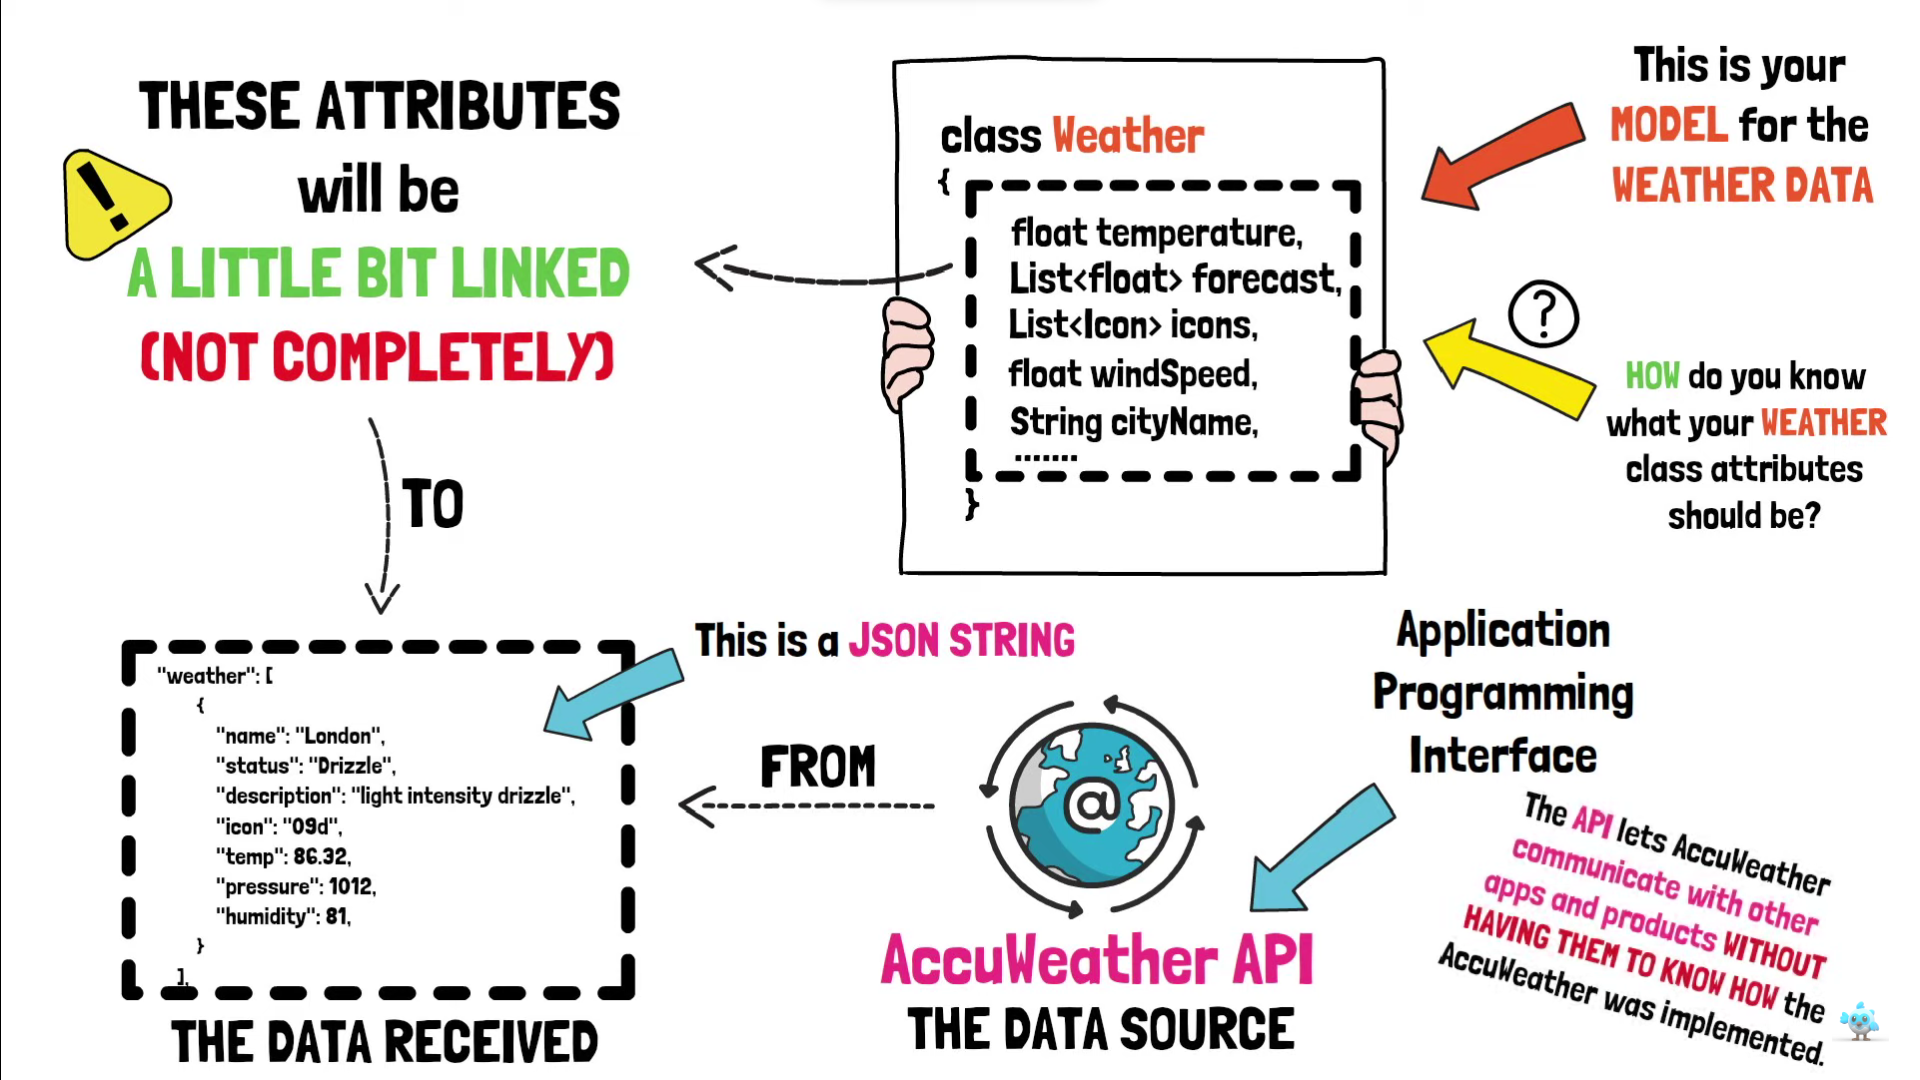 THESE ATTRIBUTES
will be
A LITTLE BIT LINKED
(NOT COMPLETELY)
TO
class Weather
{
float temperature,
List<float> forecast,
List<Icon> icons,
float windSpeed,
String cityName,
.......
}
This is your
MODEL for the
WEATHER DATA
?
HOW do you know
what your WEATHER
class attributes
should be?
This is a JSON STRING
"weather": [
{
"name": "London",
"status": "Drizzle",
"description": "light intensity drizzle",
"icon": "09d",
"temp": 86.32,
"pressure": 1012,
"humidity": 81,
}
],
THE DATA RECEIVED
FROM
@
AccuWeather API
THE DATA SOURCE
Application
Programming
Interface
The API lets AccuWeather
communicate with other
apps and products WITHOUT
HAVING THEM TO KNOW HOW the
AccuWeather was implemented.